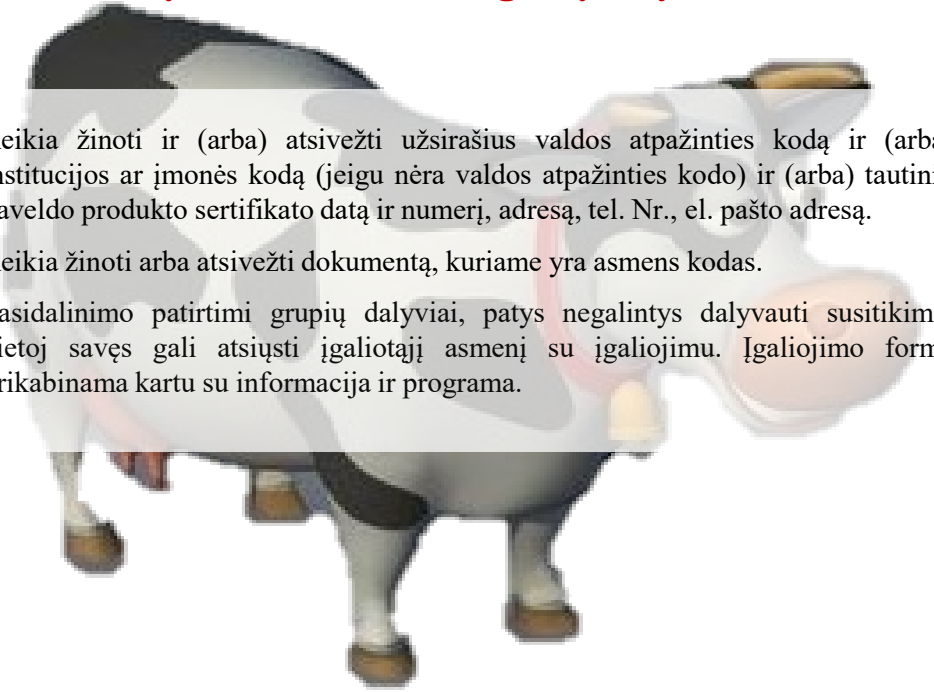 eikia žinoti ir (arba) atsivežti užsirašius valdos atpažinties kodą ir (arba
nstitucijos ar įmonės kodą (jeigu nėra valdos atpažinties kodo) ir (arba) tautini
aveldo produkto sertifikato datą ir numerį, adresą, tel. Nr., el. pašto adresą.
eikia žinoti arba atsivežti dokumentą, kuriame yra asmens kodas.
asidalinimo patirtimi grupių dalyviai, patys negalintys dalyvauti susitikim
ietoj savęs gali atsiųsti įgaliotąjį asmenį su įgaliojimu. Įgaliojimo form
rikabinama kartu su informacija ir programa.